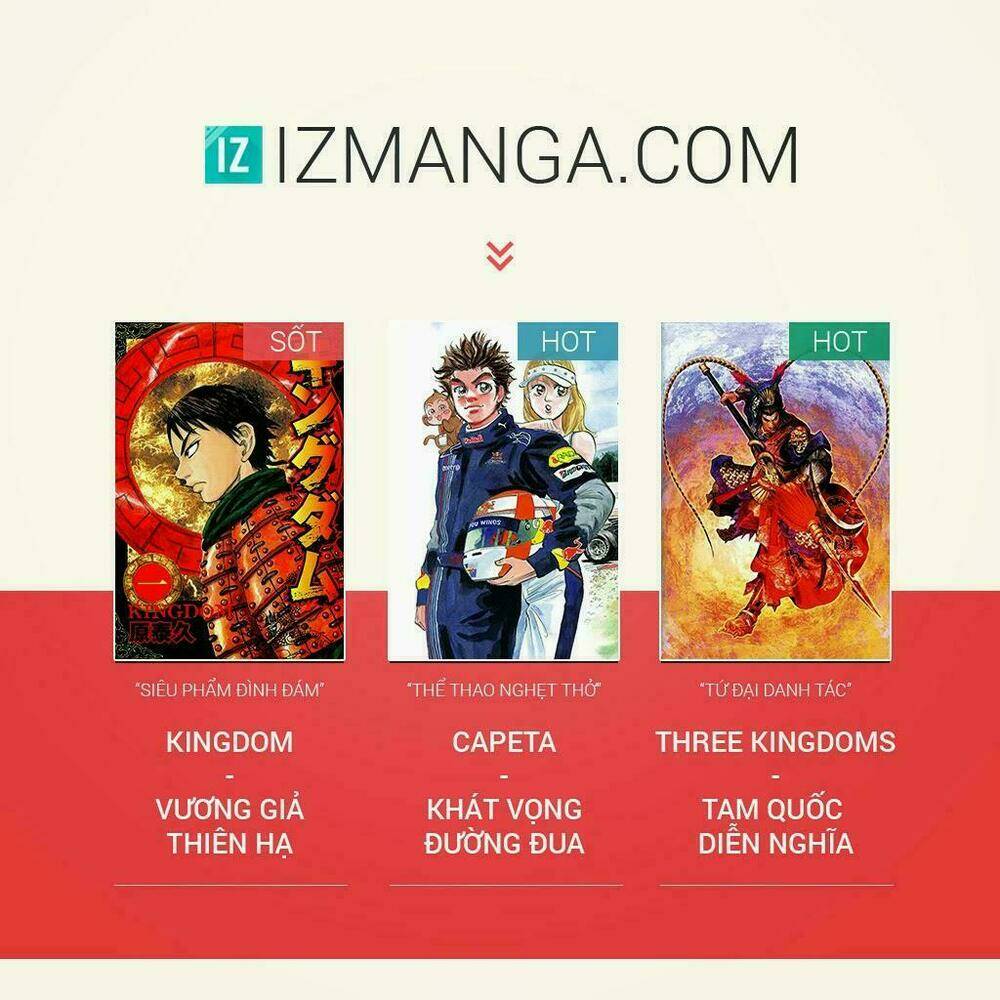 IZ IZMANGA.COM
SỐT
キングダム
一
KINGDOM
原泰久
HOT
HOT
"SIÊU PHẨM ĐÌNH ĐÁM"
"THỂ THAO NGHẸT THỞ"
"TỨ ĐẠI DANH TÁC"
KINGDOM
-
VƯƠNG GIẢ
THIÊN HẠ
CAPETA
-
KHÁT VỌNG
ĐƯỜNG ĐUA
THREE KINGDOMS
-
TAM QUỐC
DIỄN NGHĨA